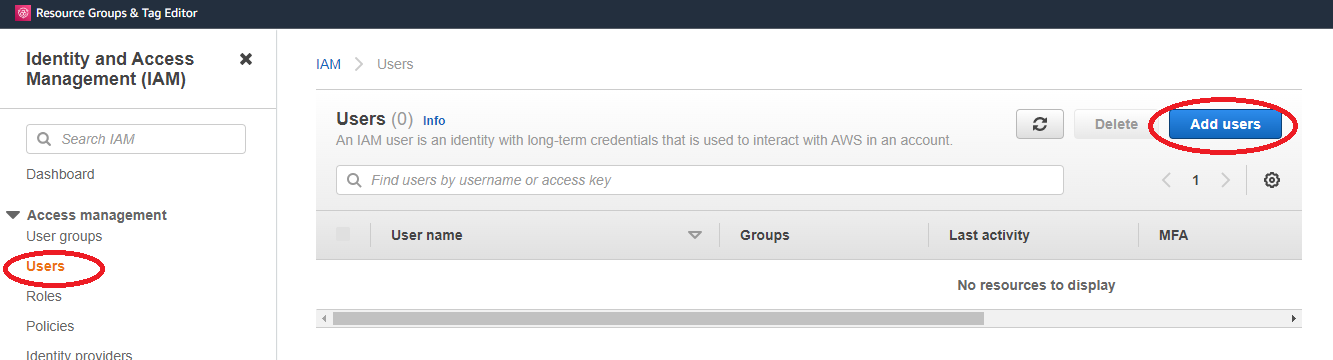 Resource Groups & Tag Editor
Identity and Access
Management (IAM)
Search IAM
Dashboard
Access management
User groups
Users
Roles
Policies
Identity providers
IAM > Users
Users (0) Info
An IAM user is an identity with long-term credentials that is used to interact with AWS in an account.
Delete
Add users
Find users by username or access key
1
User name Groups Last activity MFA
No resources to display